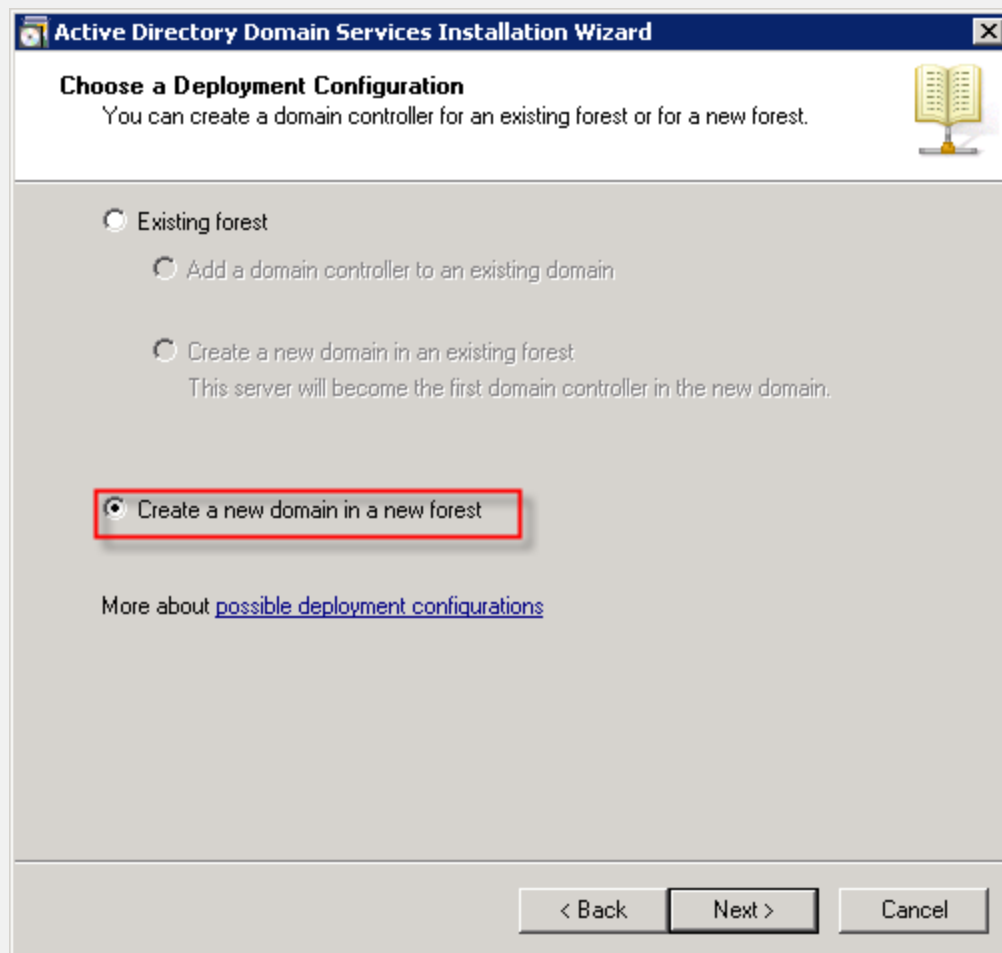 Active Directory Domain Services Installation Wizard
Choose a Deployment Configuration
You can create a domain controller for an existing forest or for a new forest.
Existing forest
Add a domain controller to an existing domain
Create a new domain in an existing forest
This server will become the first domain controller in the new domain.
Create a new domain in a new forest
More about possible deployment configurations
< Back
Next >
Cancel